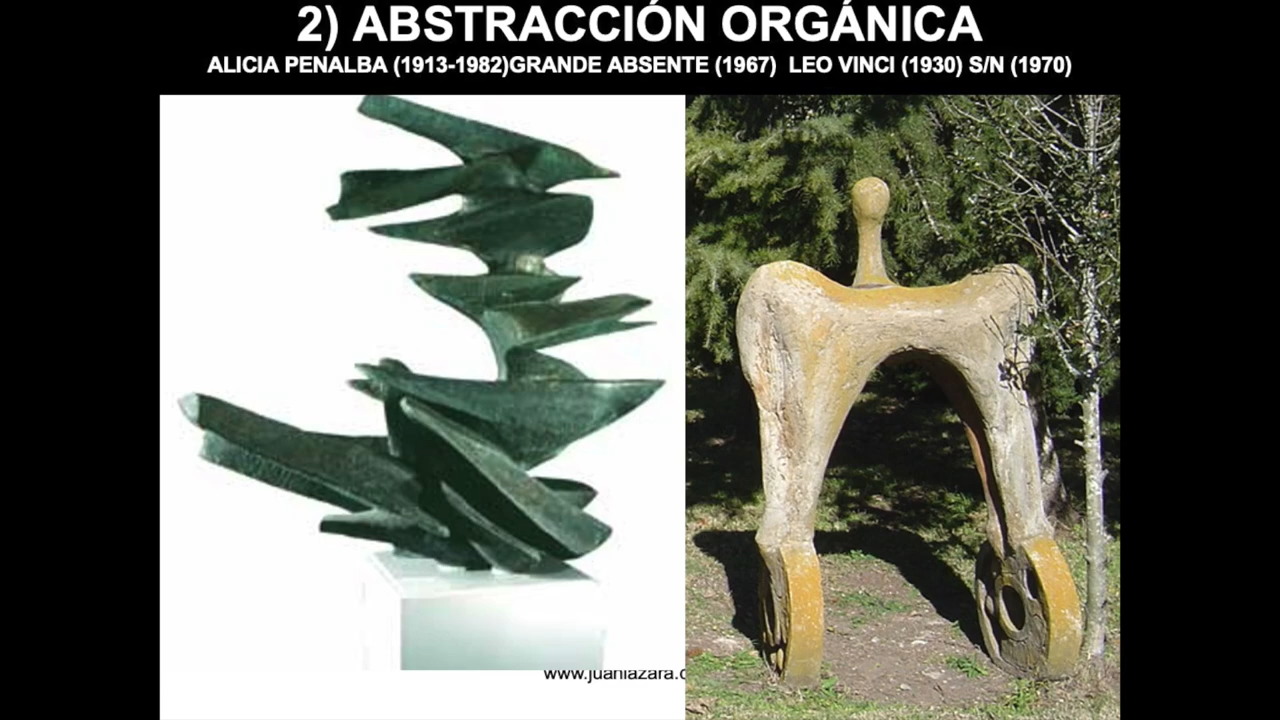 2) ABSTRACCIÓN ORGÁNICA
ALICIA PENALBA (1913-1982)GRANDE ABSENTE (1967)  LEO VINCI (1930) S/N (1970)